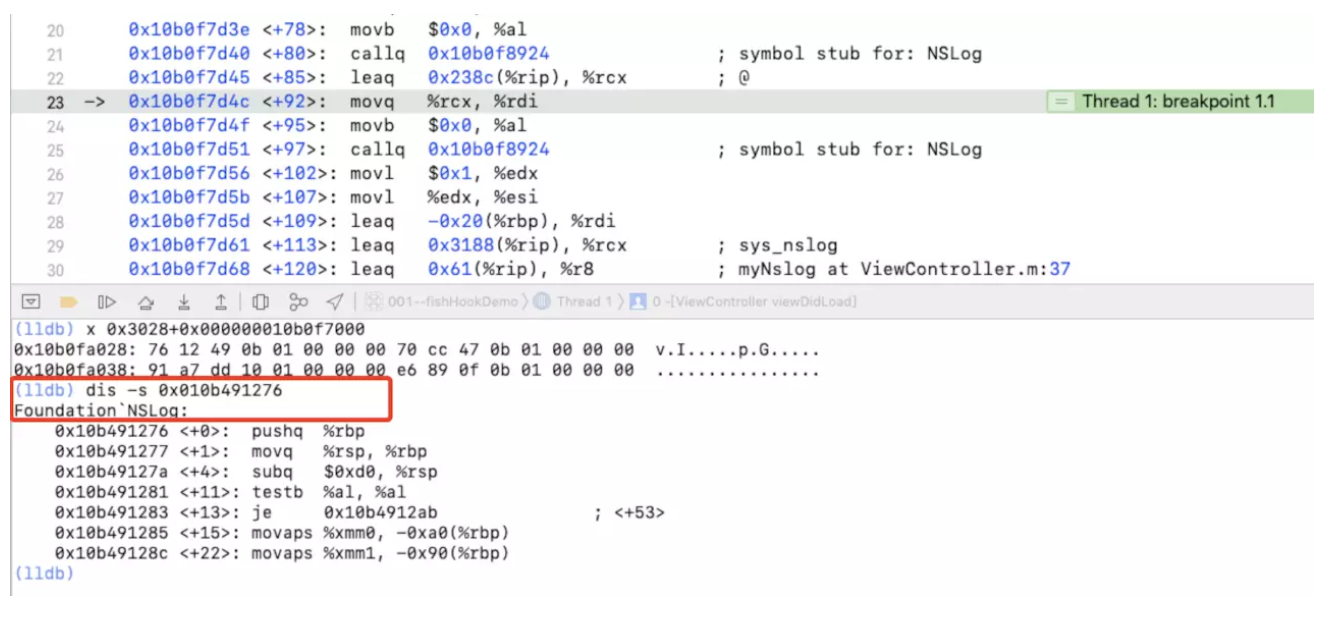 20 0x10b0f7d3e <+78>: movb $0x0, %al
21 0x10b0f7d40 <+80>: callq 0x10b0f8924 ; symbol stub for: NSLog
22 0x10b0f7d45 <+85>: leaq 0x238c(%rip), %rcx ; @
23 -> 0x10b0f7d4c <+92>: movq %rcx, %rdi = Thread 1: breakpoint 1.1
24 0x10b0f7d4f <+95>: movb $0x0, %al
25 0x10b0f7d51 <+97>: callq 0x10b0f8924 ; symbol stub for: NSLog
26 0x10b0f7d56 <+102>: movl $0x1, %edx
27 0x10b0f7d5b <+107>: movl %edx, %esi
28 0x10b0f7d5d <+109>: leaq -0x20(%rbp), %rdi
29 0x10b0f7d61 <+113>: leaq 0x3188(%rip), %rcx ; sys_nslog
30 0x10b0f7d68 <+120>: leaq 0x61(%rip), %r8 ; myNslog at ViewController.m:37
001--fishHookDemo 〉 Thread 1 〉 0 -[ViewController viewDidLoad]
(lldb) x 0x3028+0x000000010b0f7000
0x10b0fa028: 76 12 49 0b 01 00 00 00 70 cc 47 0b 01 00 00 00 v.I.....p.G.....
0x10b0fa038: 91 a7 dd 10 01 00 00 00 e6 89 0f 0b 01 00 00 00 ................
(lldb) dis -s 0x010b491276
Foundation`NSLog:
0x10b491276 <+0>: pushq %rbp
0x10b491277 <+1>: movq %rsp, %rbp
0x10b49127a <+4>: subq $0xd0, %rsp
0x10b491281 <+11>: testb %al, %al
0x10b491283 <+13>: je 0x10b4912ab ; <+53>
0x10b491285 <+15>: movaps %xmm0, -0xa0(%rbp)
0x10b49128c <+22>: movaps %xmm1, -0x90(%rbp)
(lldb)